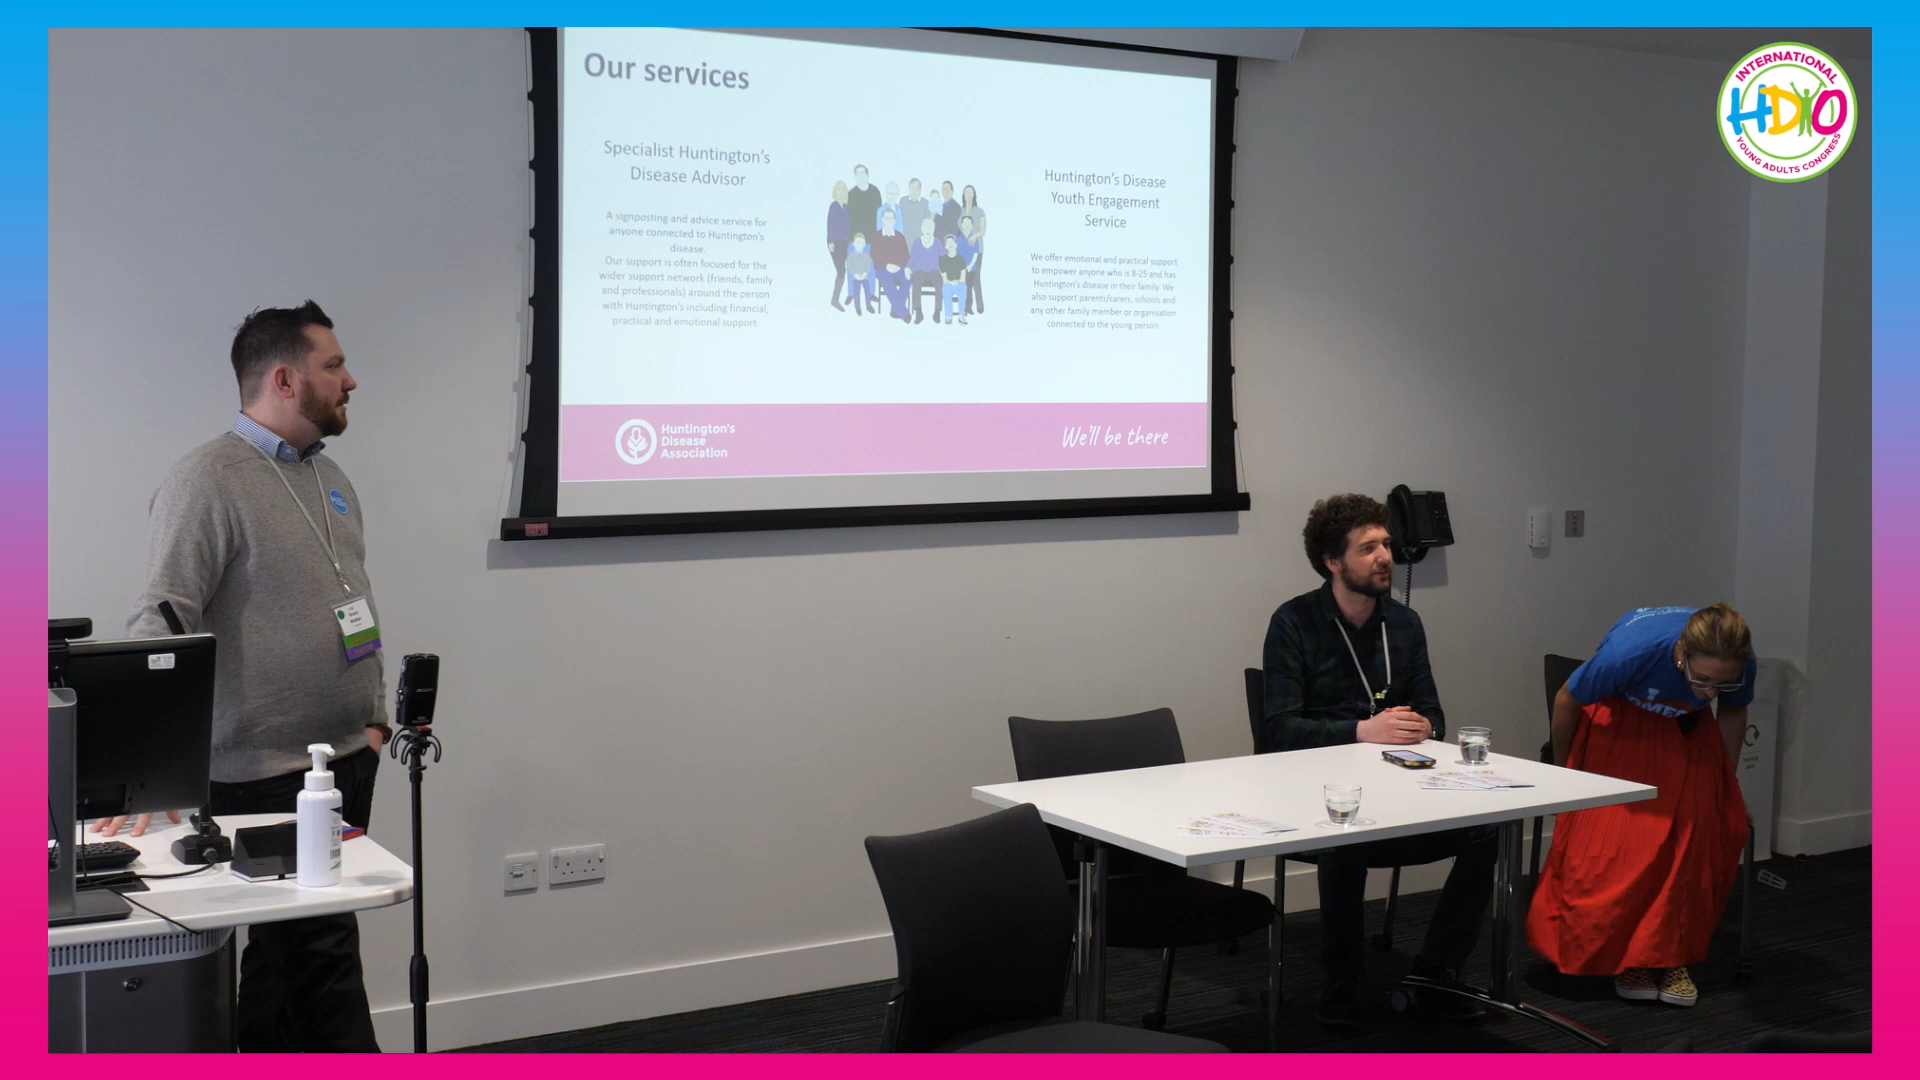 Our services
Specialist Huntington's
Disease Advisor
A signposting and advice service for
anyone connected to Huntington's
disease.
Our support is often focused for the
wider support network (friends, family
and professionals) around the person
with Huntington's including financial,
practical and emotional support.
Huntington's Disease
Youth Engagement
Service
We offer emotional and practical support
to empower anyone who is 8-25 and has
Huntington's disease in their family. We
also support parents/carers, schools and
any other family member or organisation
connected to the young person.
Huntington's
Disease
Association
We'll be there
INTERNATIONAL
HDYO
YOUNG ADULTS CONGRESS